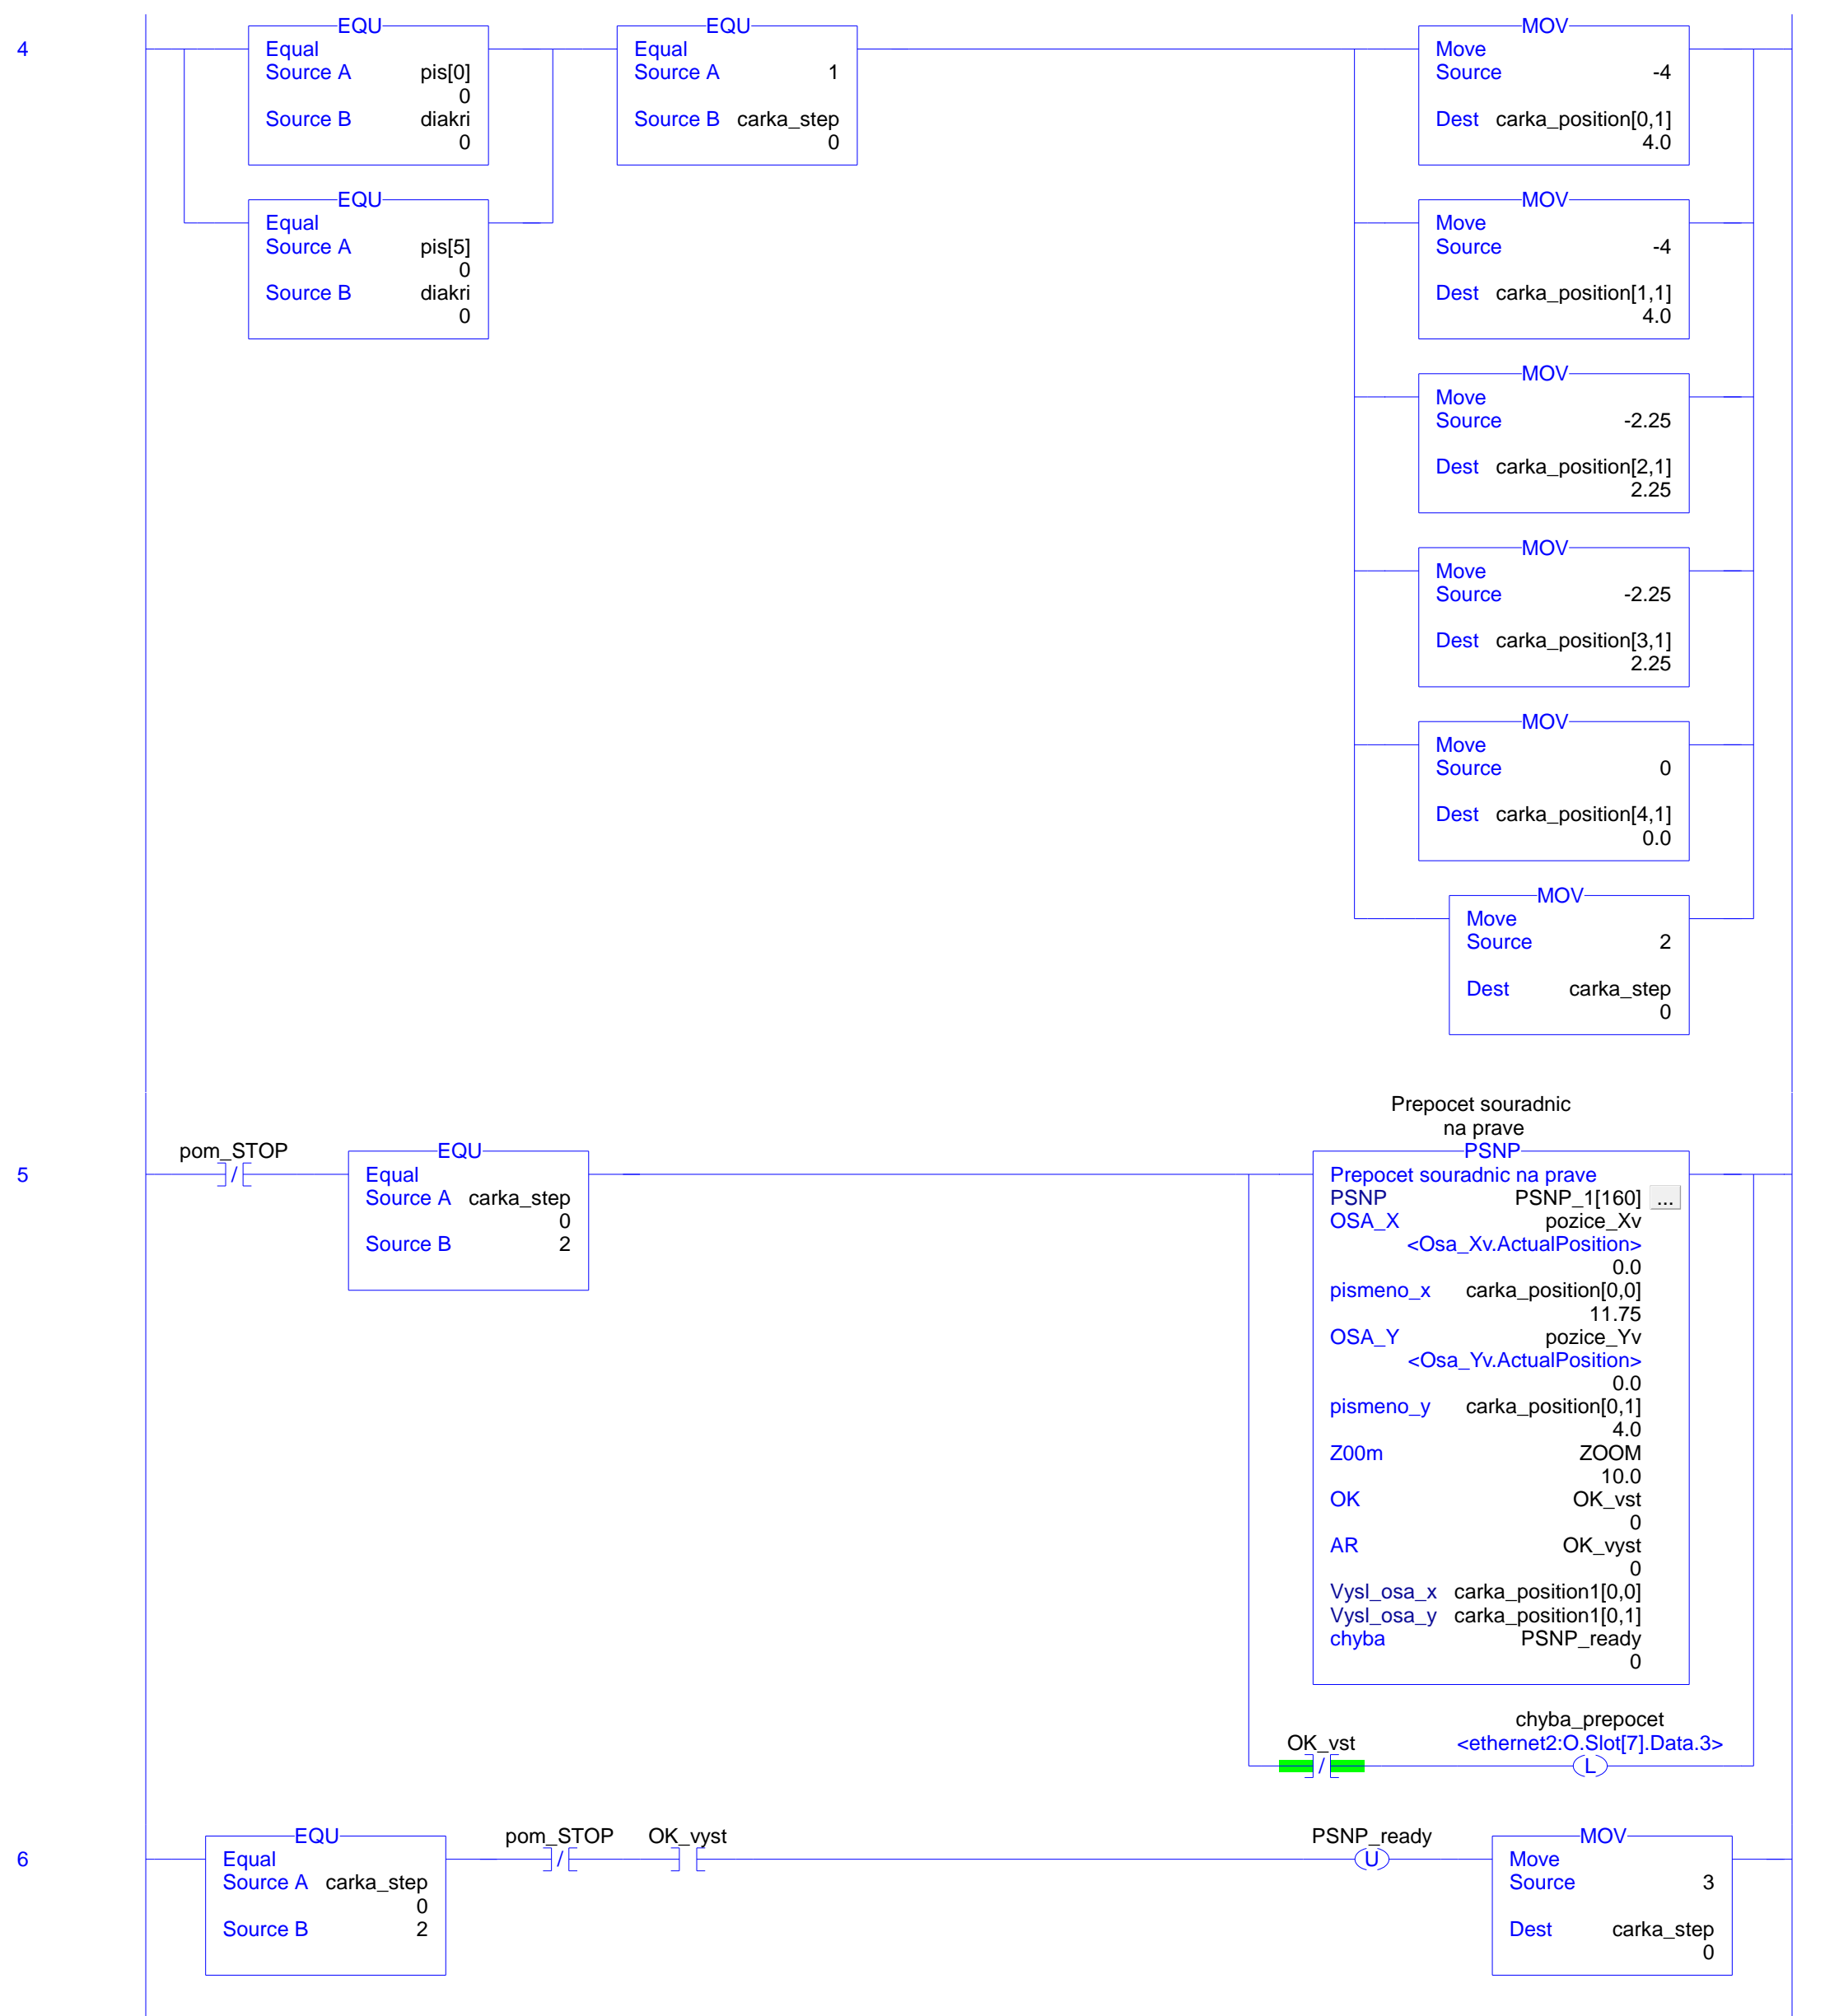 4
EQU
Equal
Source A pis[0]
0
Source B diakri
0
EQU
Equal
Source A pis[5]
0
Source B diakri
0
EQU
Equal
Source A 1
Source B carka_step
0
MOV
Move
Source -4
Dest carka_position[0,1]
4.0
MOV
Move
Source -4
Dest carka_position[1,1]
4.0
MOV
Move
Source -2.25
Dest carka_position[2,1]
2.25
MOV
Move
Source -2.25
Dest carka_position[3,1]
2.25
MOV
Move
Source 0
Dest carka_position[4,1]
0.0
MOV
Move
Source 2
Dest carka_step
0
5
pom_STOP
EQU
Equal
Source A carka_step
0
Source B 2
Prepocet souradnic
na prave
PSNP
Prepocet souradnic na prave
PSNP PSNP_1[160] ...
OSA_X pozice_Xv
<Osa_Xv.ActualPosition>
0.0
pismeno_x carka_position[0,0]
11.75
OSA_Y pozice_Yv
<Osa_Yv.ActualPosition>
0.0
pismeno_y carka_position[0,1]
4.0
Z00m ZOOM
10.0
OK OK_vst
0
AR OK_vyst
0
Vysl_osa_x carka_position1[0,0]
Vysl_osa_y carka_position1[0,1]
chyba PSNP_ready
0
OK_vst
/
chyba_prepocet
<ethernet2:O.Slot[7].Data.3>
L
6
EQU
Equal
Source A carka_step
0
Source B 2
pom_STOP
/
OK_vyst
PSNP_ready
U
MOV
Move
Source 3
Dest carka_step
0